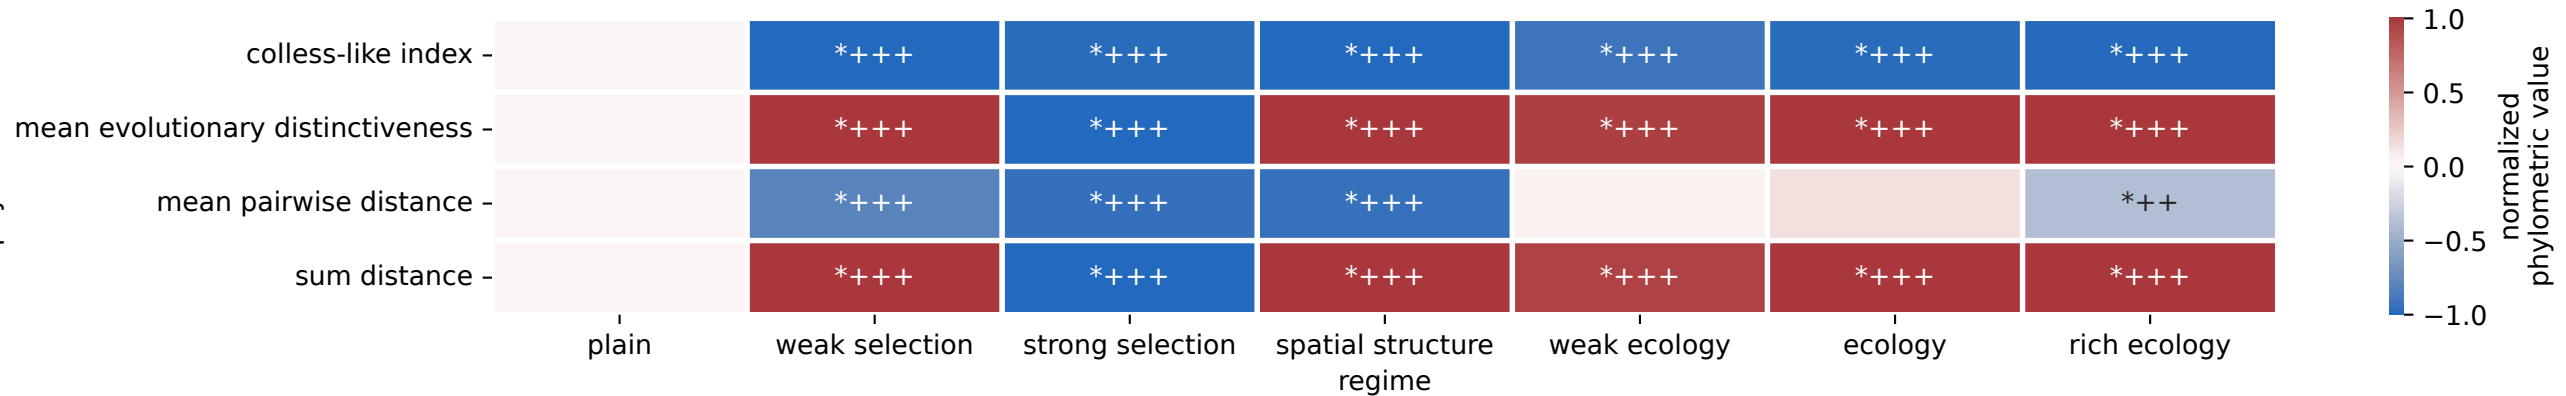 colless-like index *+++ *+++ *+++ *+++ *+++ *+++
mean evolutionary distinctiveness *+++ *+++ *+++ *+++ *+++ *+++
mean pairwise distance *+++ *+++ *+++ *++
sum distance *+++ *+++ *+++ *+++ *+++ *+++
plain weak selection strong selection spatial structure weak ecology ecology rich ecology
regime
1.0
0.5
0.0
−0.5
−1.0
normalized
phylometric value